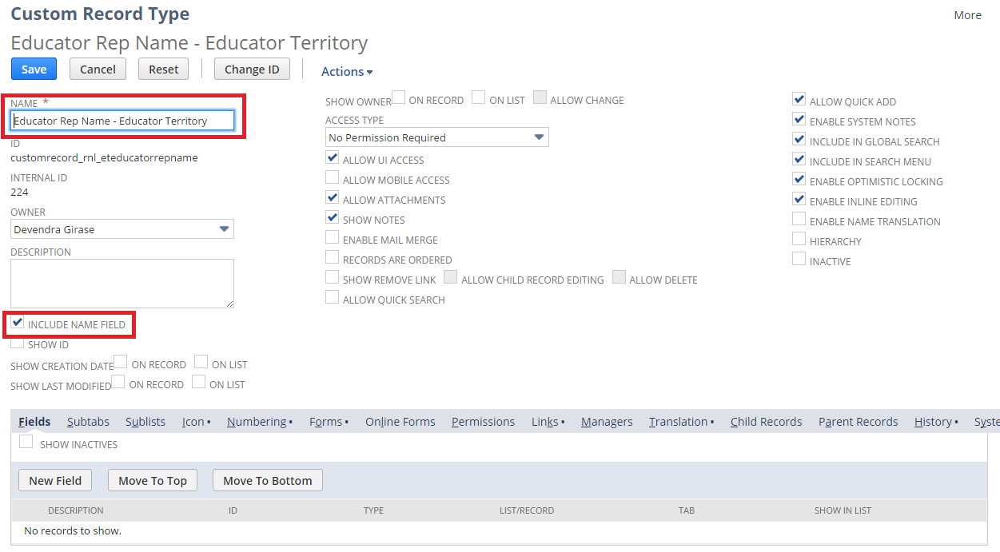 Custom Record Type
More
Educator Rep Name - Educator Territory
Save Cancel Reset Change ID Actions
NAME *
Educator Rep Name - Educator Territory
ID
customrecord_rnl_eteducatorrepname
INTERNAL ID
224
OWNER
Devendra Girase
DESCRIPTION
INCLUDE NAME FIELD
SHOW ID
SHOW CREATION DATE ON RECORD ON LIST
SHOW LAST MODIFIED ON RECORD ON LIST
SHOW OWNER ON RECORD ON LIST ALLOW CHANGE
ACCESS TYPE
No Permission Required
ALLOW UI ACCESS
ALLOW MOBILE ACCESS
ALLOW ATTACHMENTS
SHOW NOTES
ENABLE MAIL MERGE
RECORDS ARE ORDERED
SHOW REMOVE LINK ALLOW CHILD RECORD EDITING ALLOW DELETE
ALLOW QUICK SEARCH
ALLOW QUICK ADD
ENABLE SYSTEM NOTES
INCLUDE IN GLOBAL SEARCH
INCLUDE IN SEARCH MENU
ENABLE OPTIMISTIC LOCKING
ENABLE INLINE EDITING
ENABLE NAME TRANSLATION
HIERARCHY
INACTIVE
Fields Subtabs Sublists Icon • Numbering • Forms • Online Forms Permissions Links • Managers Translation • Child Records Parent Records History • Syste
SHOW INACTIVES
New Field Move To Top Move To Bottom
DESCRIPTION ID TYPE LIST/RECORD TAB SHOW IN LIST
No records to show.